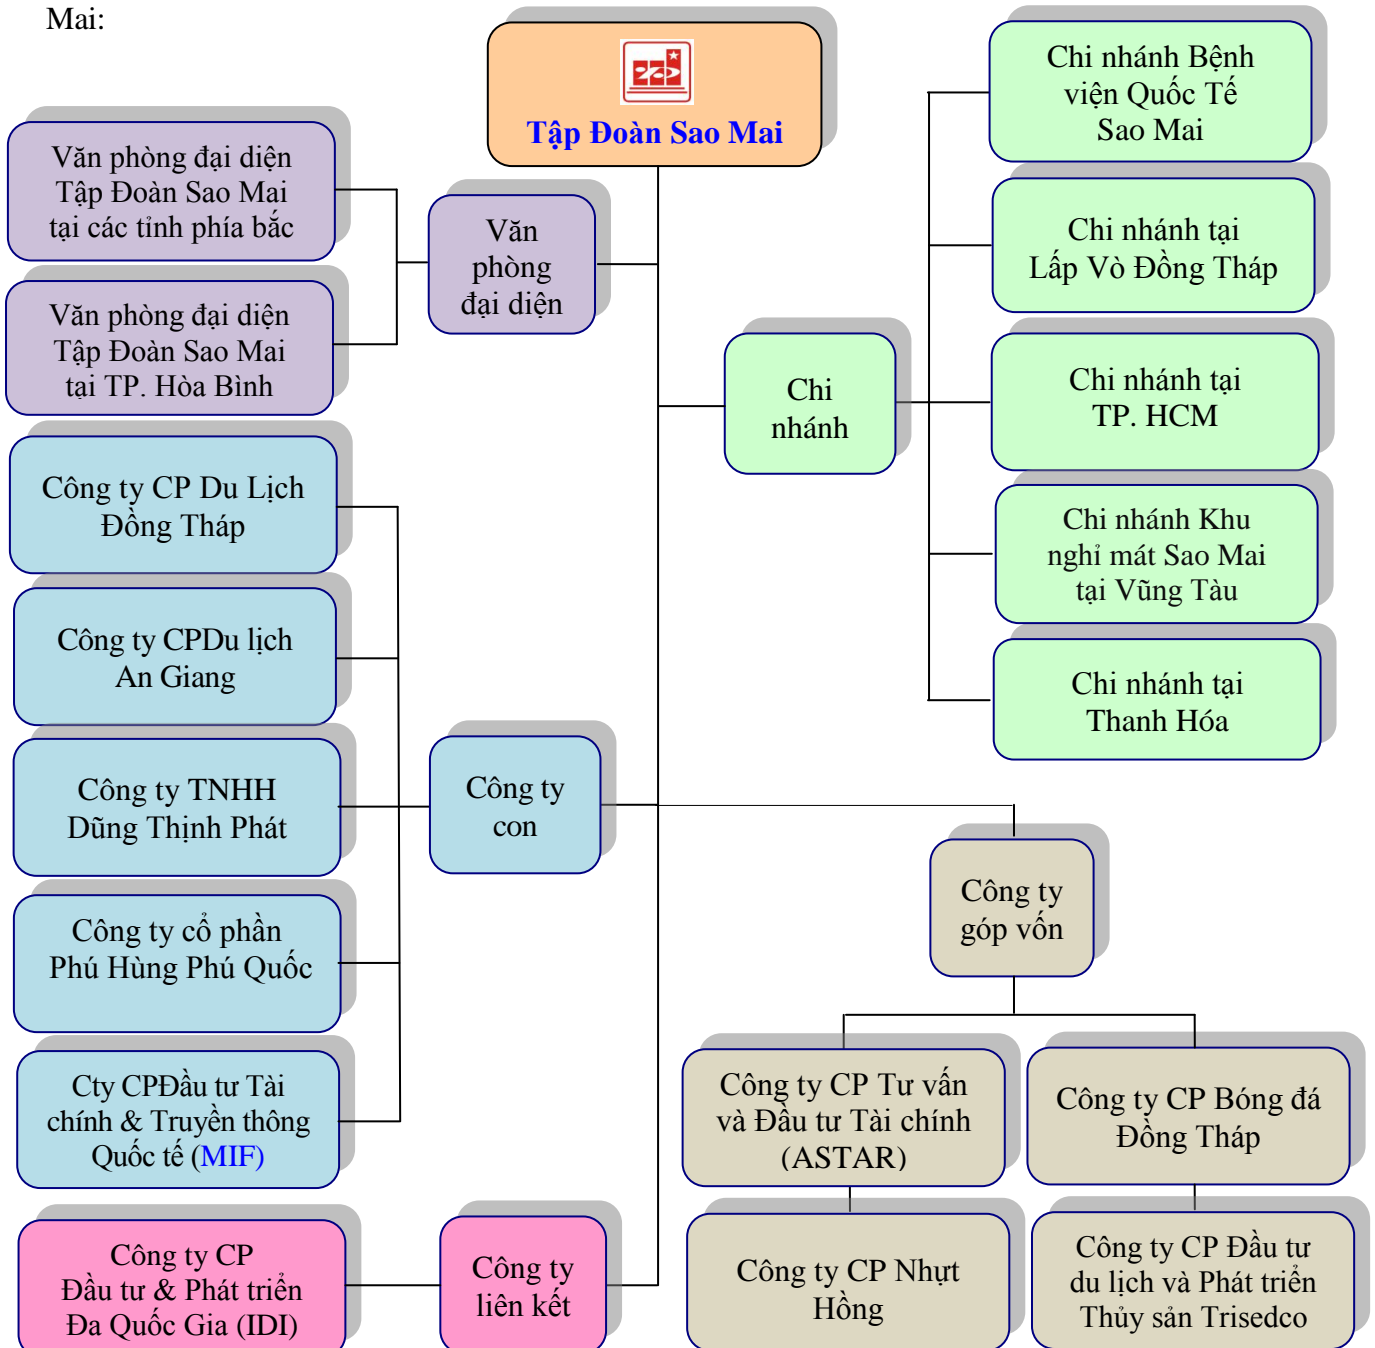 Mai:
Tập Đoàn Sao Mai
Văn phòng đại diện
Tập Đoàn Sao Mai
tại các tỉnh phía bắc
Văn phòng đại diện
Tập Đoàn Sao Mai
tại TP. Hòa Bình
Văn
phòng
đại diện
Chi
nhánh
Chi nhánh Bệnh
viện Quốc Tế
Sao Mai
Chi nhánh tại
Lấp Vò Đồng Tháp
Chi nhánh tại
TP. HCM
Chi nhánh Khu
nghỉ mát Sao Mai
tại Vũng Tàu
Chi nhánh tại
Thanh Hóa
Công ty CP Du Lịch
Đồng Tháp
Công ty CPDu lịch
An Giang
Công ty TNHH
Dũng Thịnh Phát
Công ty cổ phần
Phú Hùng Phú Quốc
Cty CPĐầu tư Tài
chính & Truyền thông
Quốc tế (MIF)
Công ty
con
Công ty
góp vốn
Công ty CP Tư vấn
và Đầu tư Tài chính
(ASTAR)
Công ty CP Bóng đá
Đồng Tháp
Công ty CP Nhựt
Hồng
Công ty CP Đầu tư
du lịch và Phát triển
Thủy sản Trisedco
Công ty CP
Đầu tư & Phát triển
Đa Quốc Gia (IDI)
Công ty
liên kết